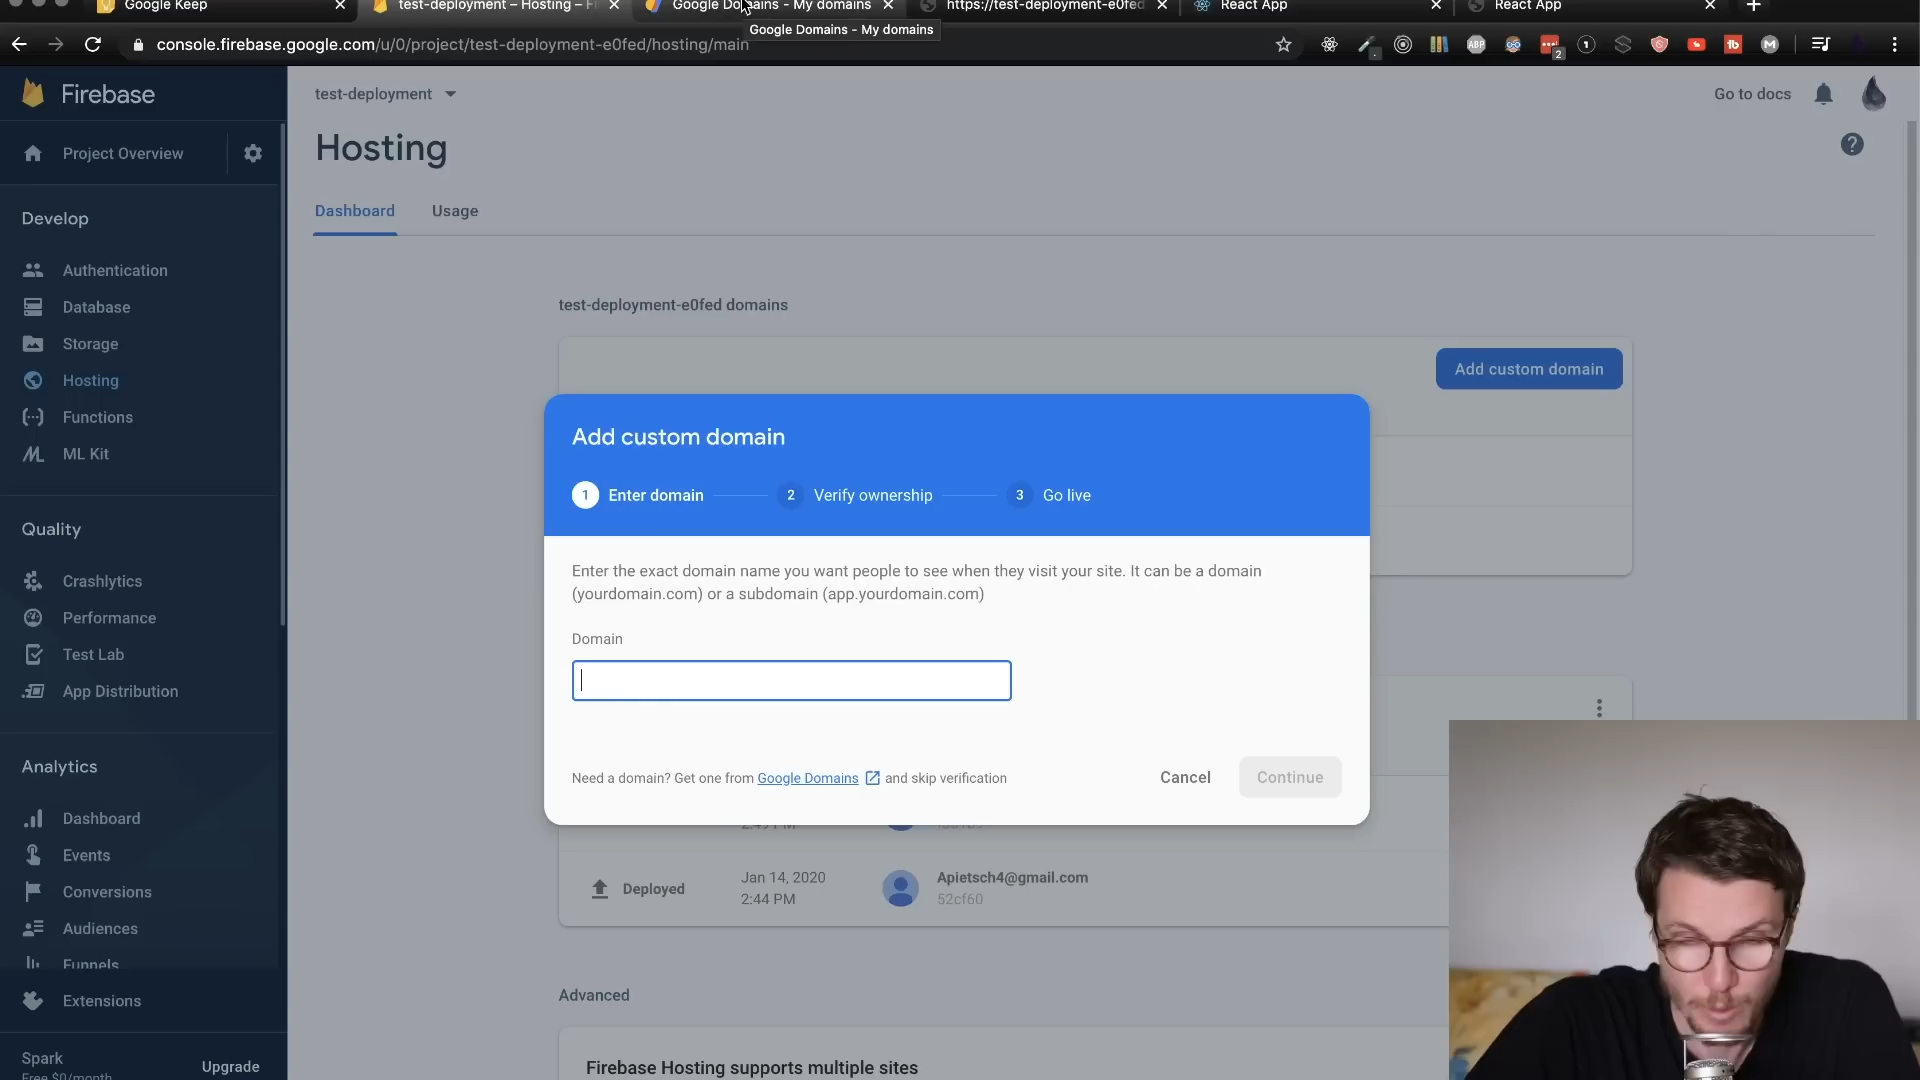 Google Keep
test-deployment – Hosting – Fi
Google Domains - My domains
https://test-deployment-e0fed
React App
React App
console.firebase.google.com/u/0/project/test-deployment-e0fed/hosting/main
Google Domains - My domains
ABP
2
1
Firebase
test-deployment
Go to docs
Project Overview
Hosting
?
Develop
Dashboard
Usage
Authentication
Database
Storage
Hosting
Functions
ML Kit
test-deployment-e0fed domains
Add custom domain
Add custom domain
1 Enter domain
2 Verify ownership
3 Go live
Enter the exact domain name you want people to see when they visit your site. It can be a domain
(yourdomain.com) or a subdomain (app.yourdomain.com)
Domain
Need a domain? Get one from Google Domains and skip verification
Cancel
Continue
Quality
Crashlytics
Performance
Test Lab
App Distribution
Analytics
Dashboard
Events
Conversions
Audiences
Funnels
Extensions
Spark
Free $0/month
Upgrade
Deployed
Jan 14, 2020
2:44 PM
Apietsch4@gmail.com
52cf60
Advanced
Firebase Hosting supports multiple sites